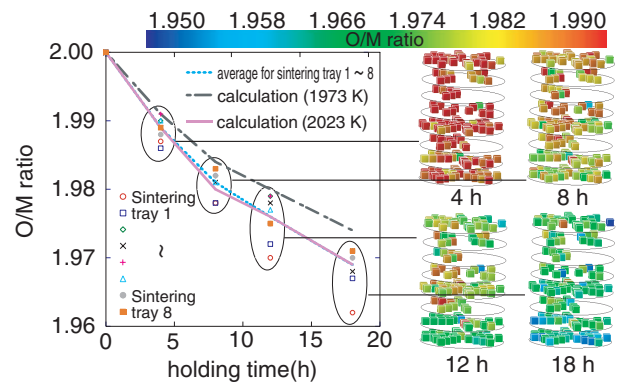 1.950 1.958 1.966 1.974 1.982 1.990
O/M ratio
2.00
1.99
1.98
1.97
1.96
O/M ratio
average for sintering tray 1 ~ 8
calculation (1973 K)
calculation (2023 K)
Sintering
tray 1
~
Sintering
tray 8
0 5 10 15 20
holding time(h)
4 h 8 h
12 h 18 h